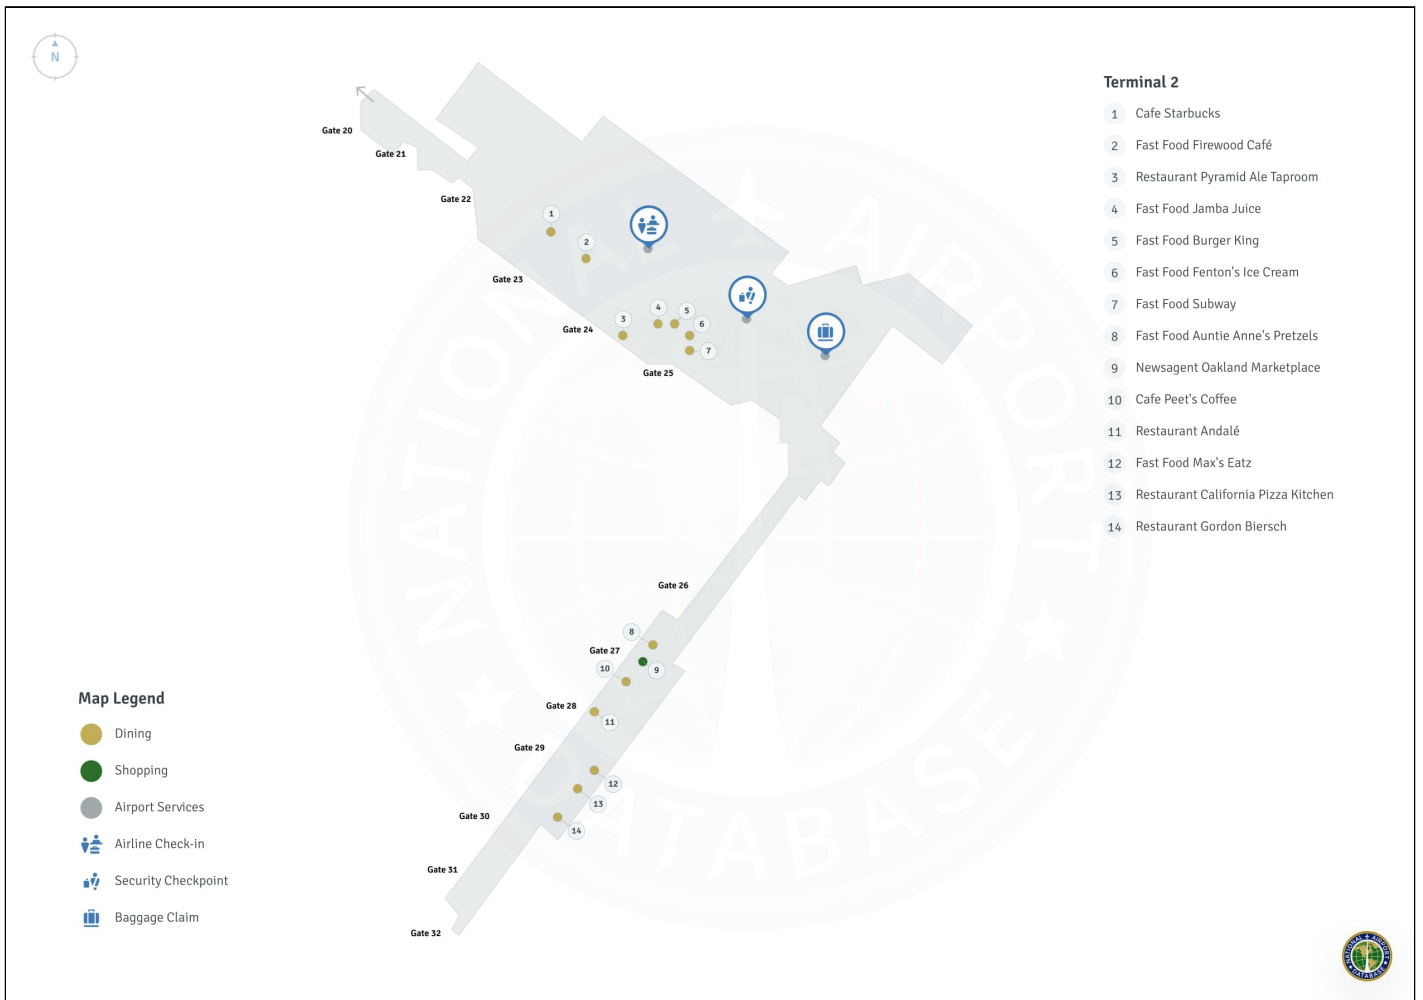 N
Terminal 2
1 Cafe Starbucks
2 Fast Food Firewood Café
3 Restaurant Pyramid Ale Taproom
4 Fast Food Jamba Juice
5 Fast Food Burger King
6 Fast Food Fenton's Ice Cream
7 Fast Food Subway
8 Fast Food Auntie Anne's Pretzels
9 Newsagent Oakland Marketplace
10 Cafe Peet's Coffee
11 Restaurant Andalé
12 Fast Food Max's Eatz
13 Restaurant California Pizza Kitchen
14 Restaurant Gordon Biersch
Gate 20
Gate 21
Gate 22
1
2
Gate 23
Gate 24
3
4
5
6
7
Gate 25
Gate 26
8
Gate 27
9
10
Gate 28
11
Gate 29
12
13
Gate 30
14
Gate 31
Gate 32
Map Legend
Dining
Shopping
Airport Services
Airline Check-in
Security Checkpoint
Baggage Claim
NATIONAL AIRPORT
DATABASE
NATIONAL AIRPORT
DATABASE